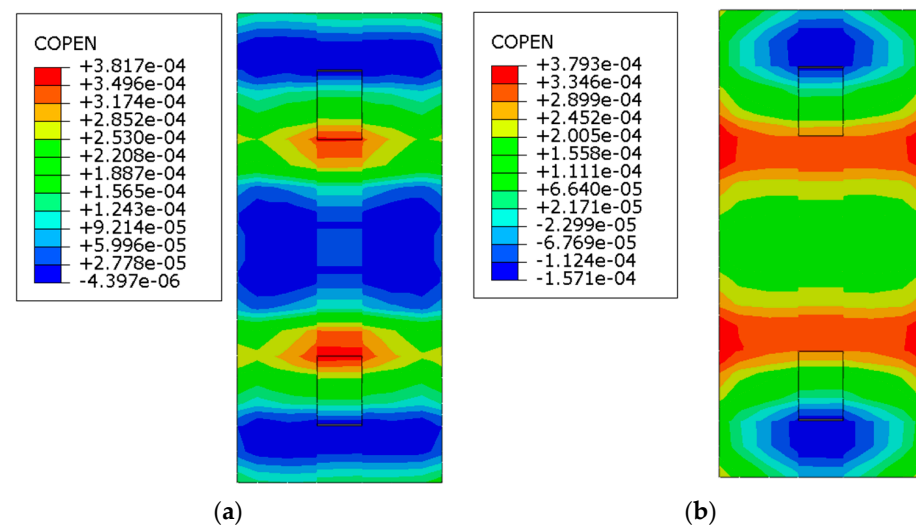 COPEN
+3.817e-04
+3.496e-04
+3.174e-04
+2.852e-04
+2.530e-04
+2.208e-04
+1.887e-04
+1.565e-04
+1.243e-04
+9.214e-05
+5.996e-05
+2.778e-05
-4.397e-06
(a)
COPEN
+3.793e-04
+3.346e-04
+2.899e-04
+2.452e-04
+2.005e-04
+1.558e-04
+1.111e-04
+6.640e-05
+2.171e-05
-2.299e-05
-6.769e-05
-1.124e-04
-1.571e-04
(b)